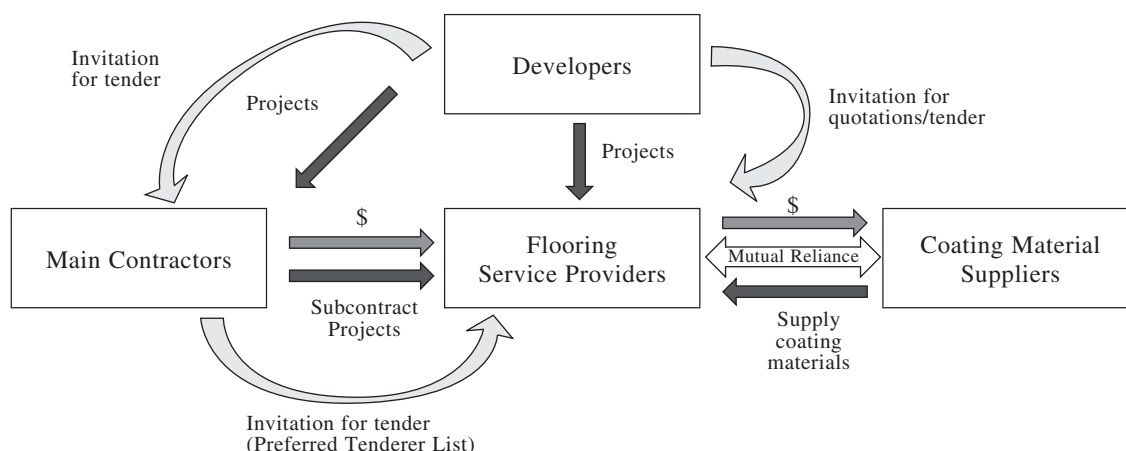 Invitation
for tender
Projects
Developers
Invitation for
quotations/tender
Projects
Main Contractors
$
Subcontract
Projects
Flooring
Service Providers
$
Mutual Reliance
Supply
coating
materials
Coating Material
Suppliers
Invitation for tender
(Preferred Tenderer List)